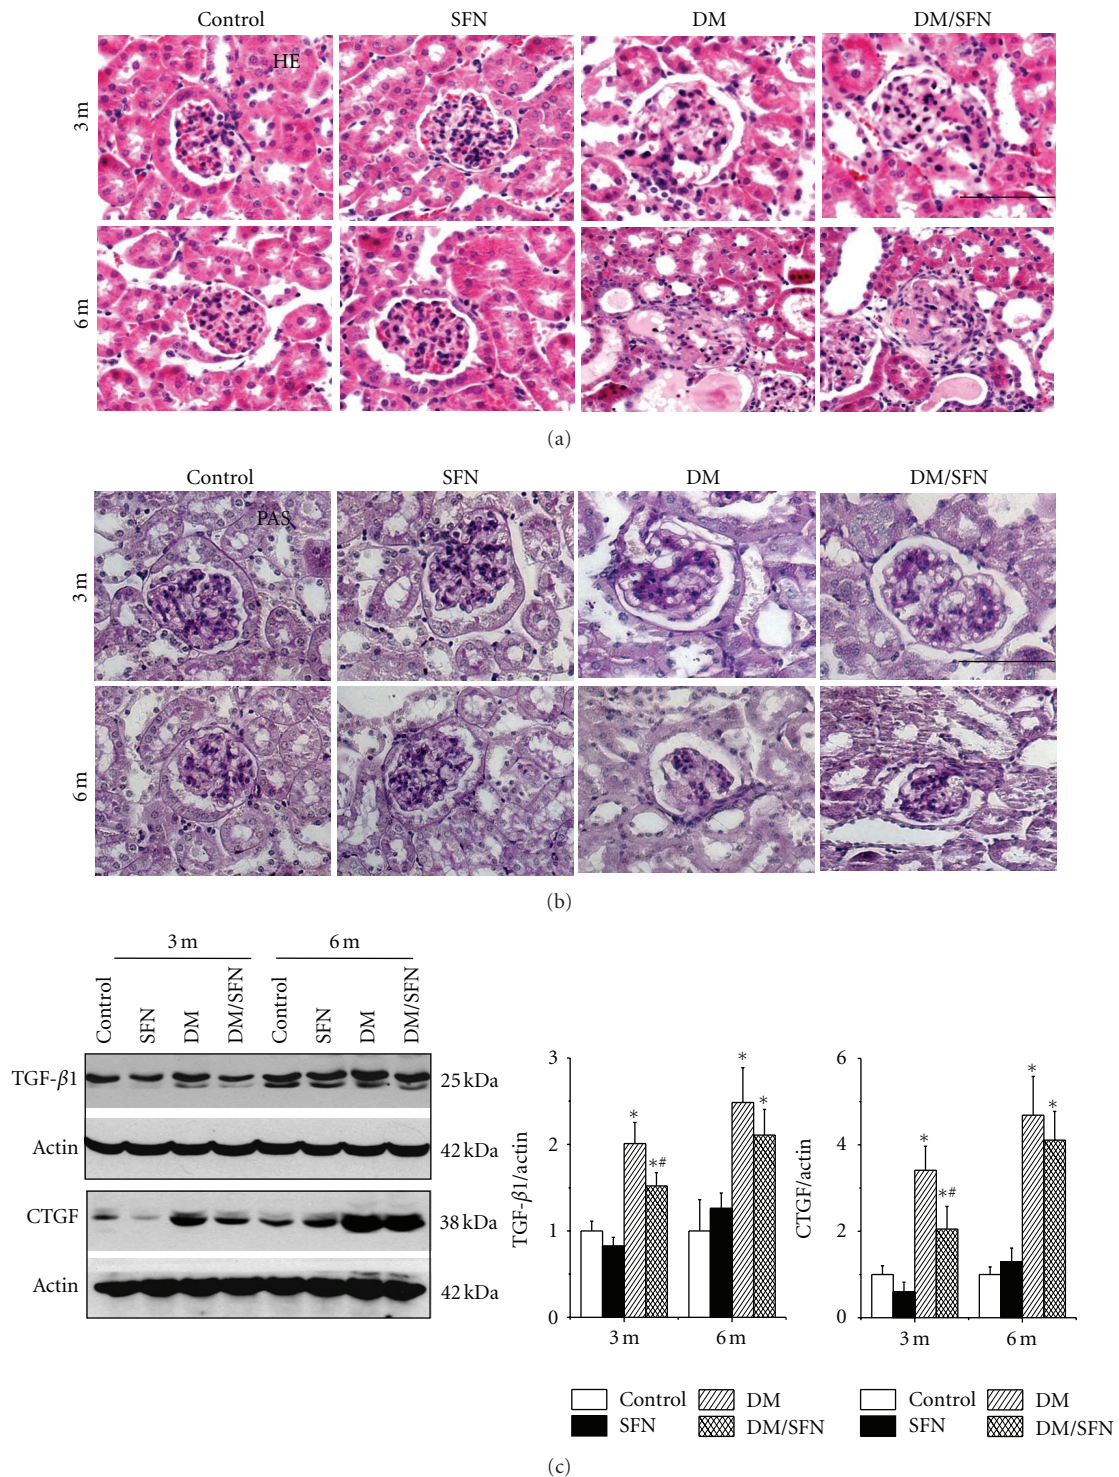 Control SFN DM DM/SFN
HE
3 m
6 m
(a)
Control SFN DM DM/SFN
PAS
3 m
6 m
(b)
3 m 6 m
Control SFN DM DM/SFN Control SFN DM DM/SFN
TGF-β1 25 kDa
Actin 42 kDa
CTGF 38 kDa
Actin 42 kDa
TGF-β1/actin
3
2
1
0
* *# * *
3 m 6 m
Control DM
SFN DM/SFN
CTGF/actin
6
4
2
0
* *# * *
3 m 6 m
Control DM
SFN DM/SFN
(c)